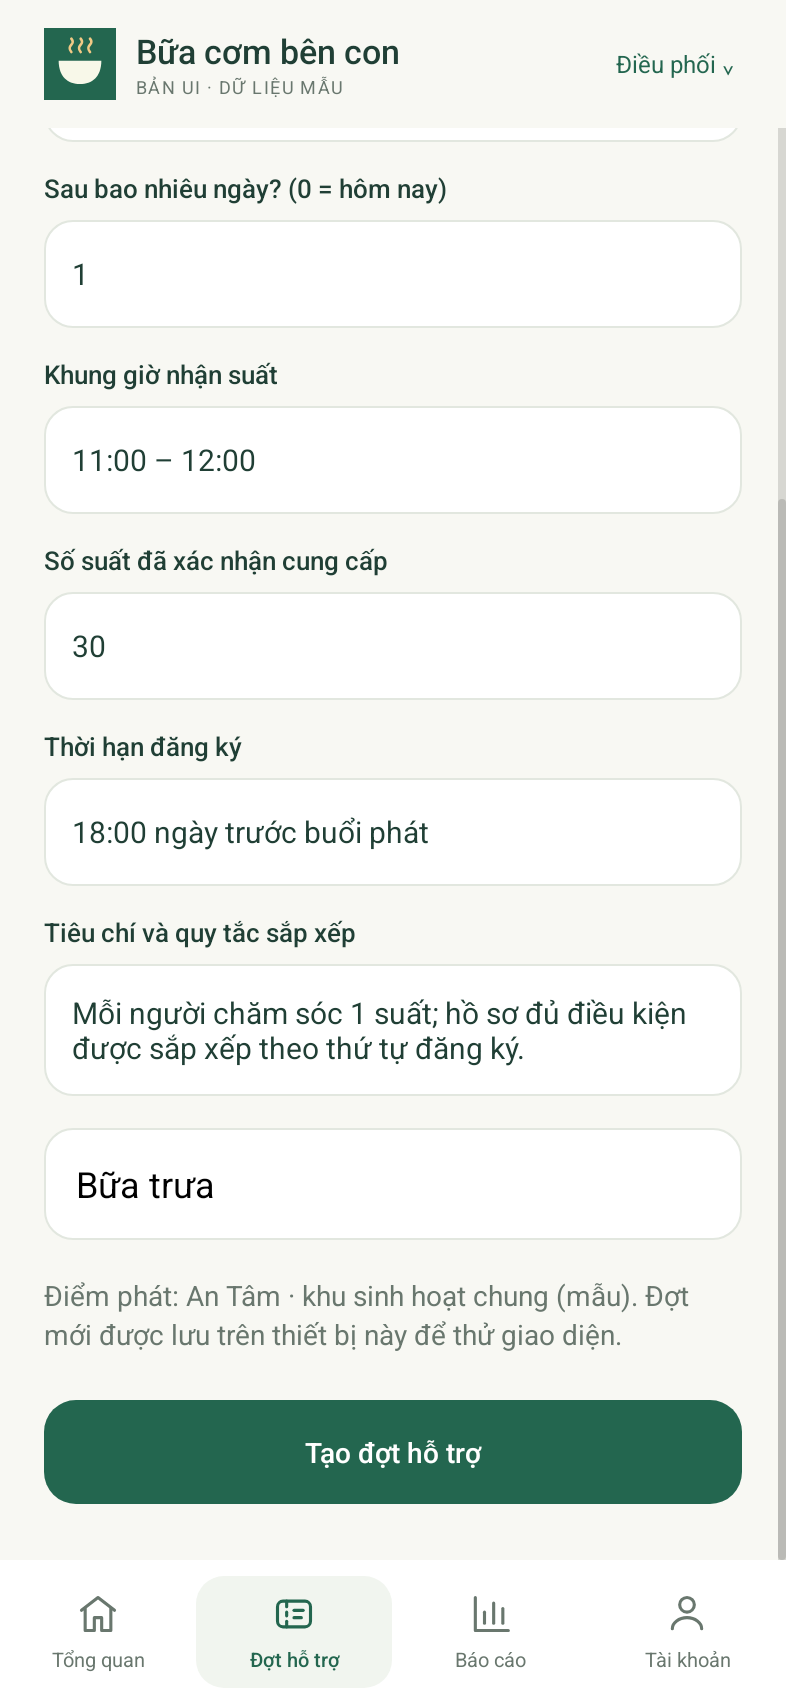 Bữa cơm bên con
BẢN UI · DỮ LIỆU MẪU
Điều phối
Sau bao nhiêu ngày? (0 = hôm nay)
1
Khung giờ nhận suất
11:00 – 12:00
Số suất đã xác nhận cung cấp
30
Thời hạn đăng ký
18:00 ngày trước buổi phát
Tiêu chí và quy tắc sắp xếp
Mỗi người chăm sóc 1 suất; hồ sơ đủ điều kiện
được sắp xếp theo thứ tự đăng ký.
Bữa trưa
Điểm phát: An Tâm · khu sinh hoạt chung (mẫu). Đợt
mới được lưu trên thiết bị này để thử giao diện.
Tạo đợt hỗ trợ
Tổng quan
Đợt hỗ trợ
Báo cáo
Tài khoản